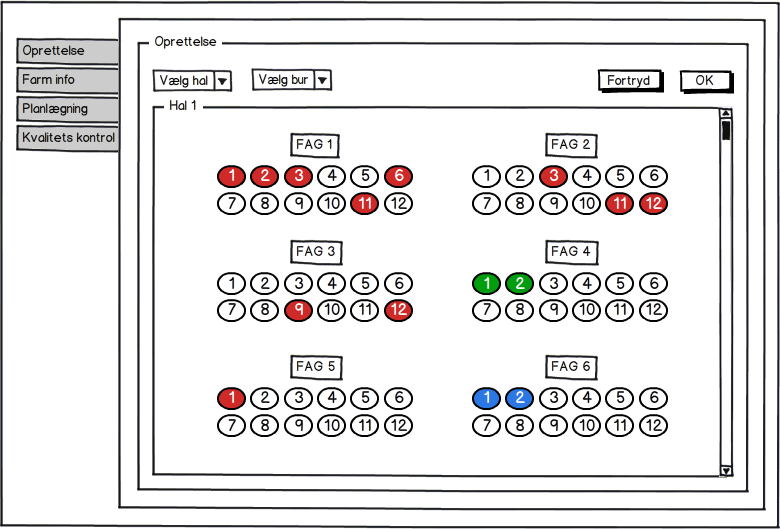 Oprettelse
Farm info
Planlægning
Kvalitets kontrol
Oprettelse
Vælg hal
Vælg bur
Fortryd
OK
Hal 1
FAG 1
1 2 3 4 5 6
7 8 9 10 11 12
FAG 2
1 2 3 4 5 6
7 8 9 10 11 12
FAG 3
1 2 3 4 5 6
7 8 9 10 11 12
FAG 4
1 2 3 4 5 6
7 8 9 10 11 12
FAG 5
1 2 3 4 5 6
7 8 9 10 11 12
FAG 6
1 2 3 4 5 6
7 8 9 10 11 12